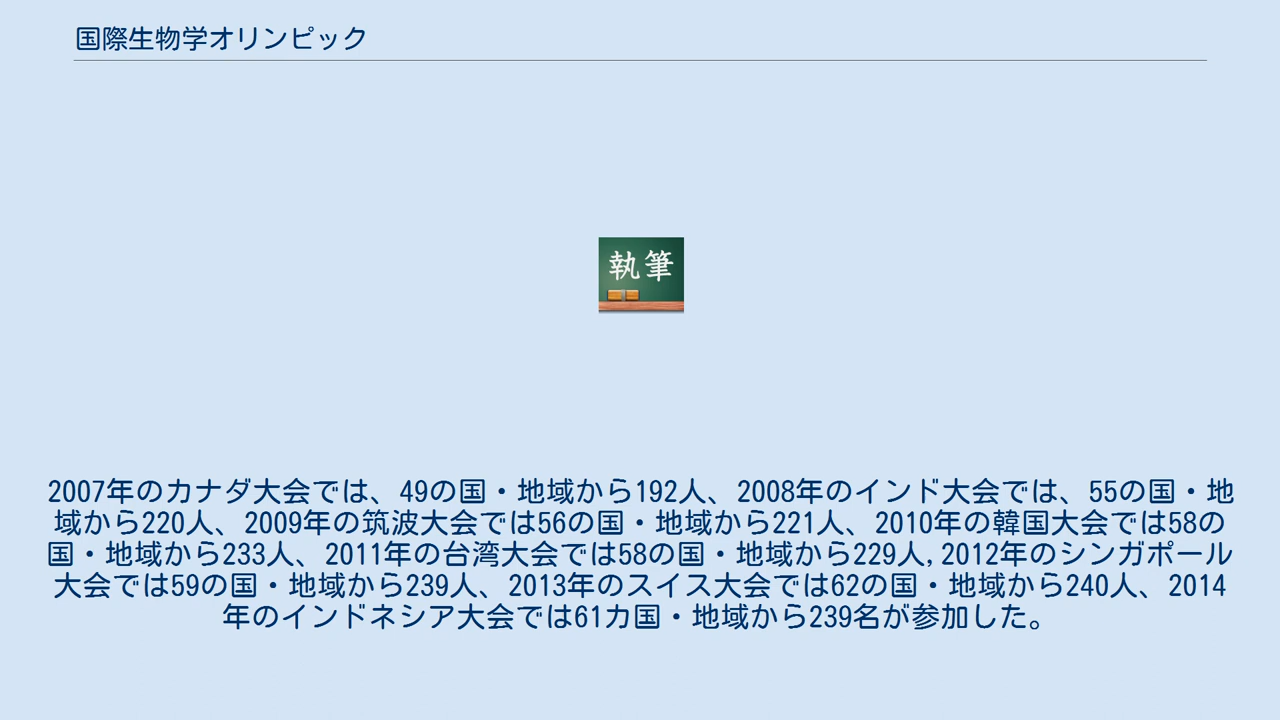 国際生物学オリンピック
執筆
2007年のカナダ大会では、49の国・地域から192人、2008年のインド大会では、55の国・地
域から220人、2009年の筑波大会では56の国・地域から221人、2010年の韓国大会では58の
国・地域から233人、2011年の台湾大会では58の国・地域から229人,2012年のシンガポール
大会では59の国・地域から239人、2013年のスイス大会では62の国・地域から240人、2014
年のインドネシア大会では61カ国・地域から239名が参加した。